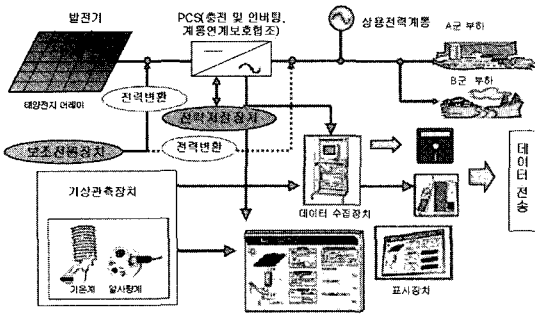 발전기
PCS(충전 및 인버팅,
계통연계보호협조)
상용전력계통
A군 부하
B군 부하
태양전지 어레이
전력변환
전력저장장치
보조전원장치
전력변환
기상관측장치
데이터 수집장치
데이터 전송
기온계
일사량계
표시장치